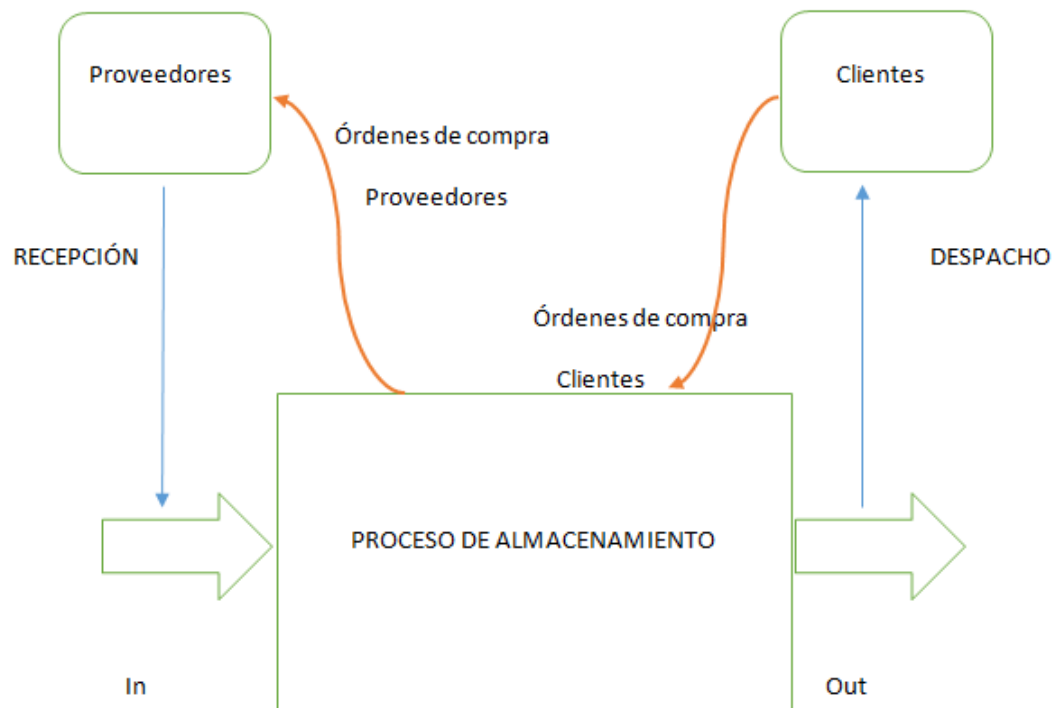 Proveedores
Clientes
Órdenes de compra
Proveedores
RECEPCIÓN
DESPACHO
Órdenes de compra
Clientes
PROCESO DE ALMACENAMIENTO
In
Out